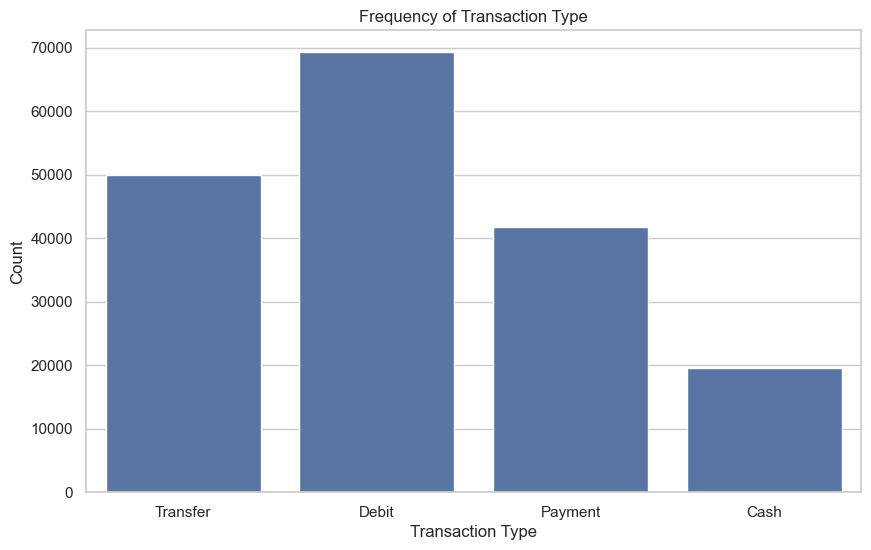 Frequency of Transaction Type
70000
60000
50000
40000
30000
20000
10000
0
Count
Transfer Debit Payment Cash
Transaction Type